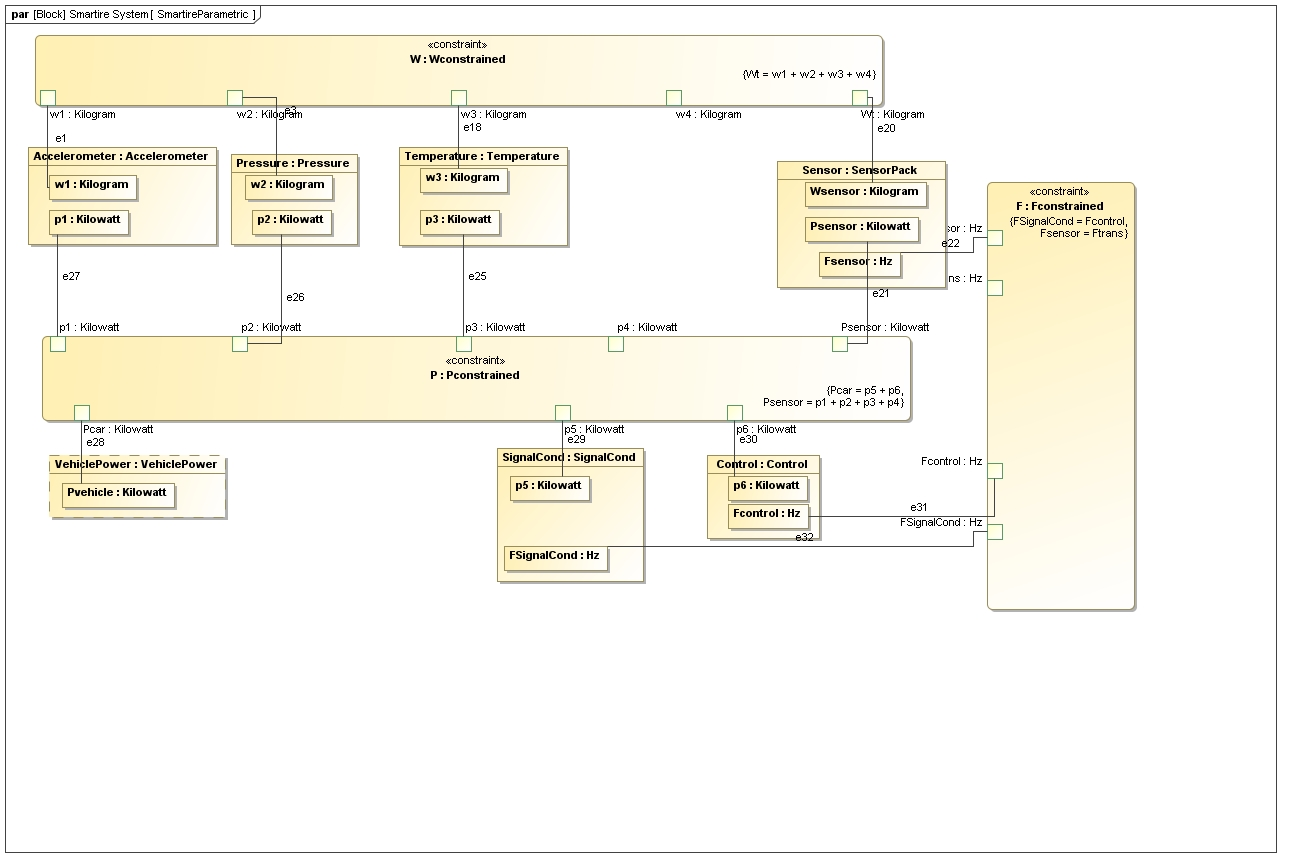 par [Block] Smartire System[ SmartireParametric ]
«constraint»
W : Wconstrained
{Wt = w1 + w2 + w3 + w4}
w1 : Kilogram
w2 : Kilogram
w3 : Kilogram
w4 : Kilogram
Wt : Kilogram
e1
e3
e18
e20
Accelerometer : Accelerometer
w1 : Kilogram
p1 : Kilowatt
Pressure : Pressure
w2 : Kilogram
p2 : Kilowatt
Temperature : Temperature
w3 : Kilogram
p3 : Kilowatt
Sensor : SensorPack
Wsensor : Kilogram
Psensor : Kilowatt
Fsensor : Hz
«constraint»
F : Fconstrained
{FSignalCond = Fcontrol,
Fsensor = Ftrans}
sor : Hz
e22
ns : Hz
e27
e26
e25
e21
p1 : Kilowatt
p2 : Kilowatt
p3 : Kilowatt
p4 : Kilowatt
Psensor : Kilowatt
«constraint»
P : Pconstrained
{Pcar = p5 + p6,
Psensor = p1 + p2 + p3 + p4}
Pcar : Kilowatt
p5 : Kilowatt
p6 : Kilowatt
e28
e29
e30
VehiclePower : VehiclePower
Pvehicle : Kilowatt
SignalCond : SignalCond
p5 : Kilowatt
FSignalCond : Hz
Control : Control
p6 : Kilowatt
Fcontrol : Hz
Fcontrol : Hz
e31
FSignalCond : Hz
e32